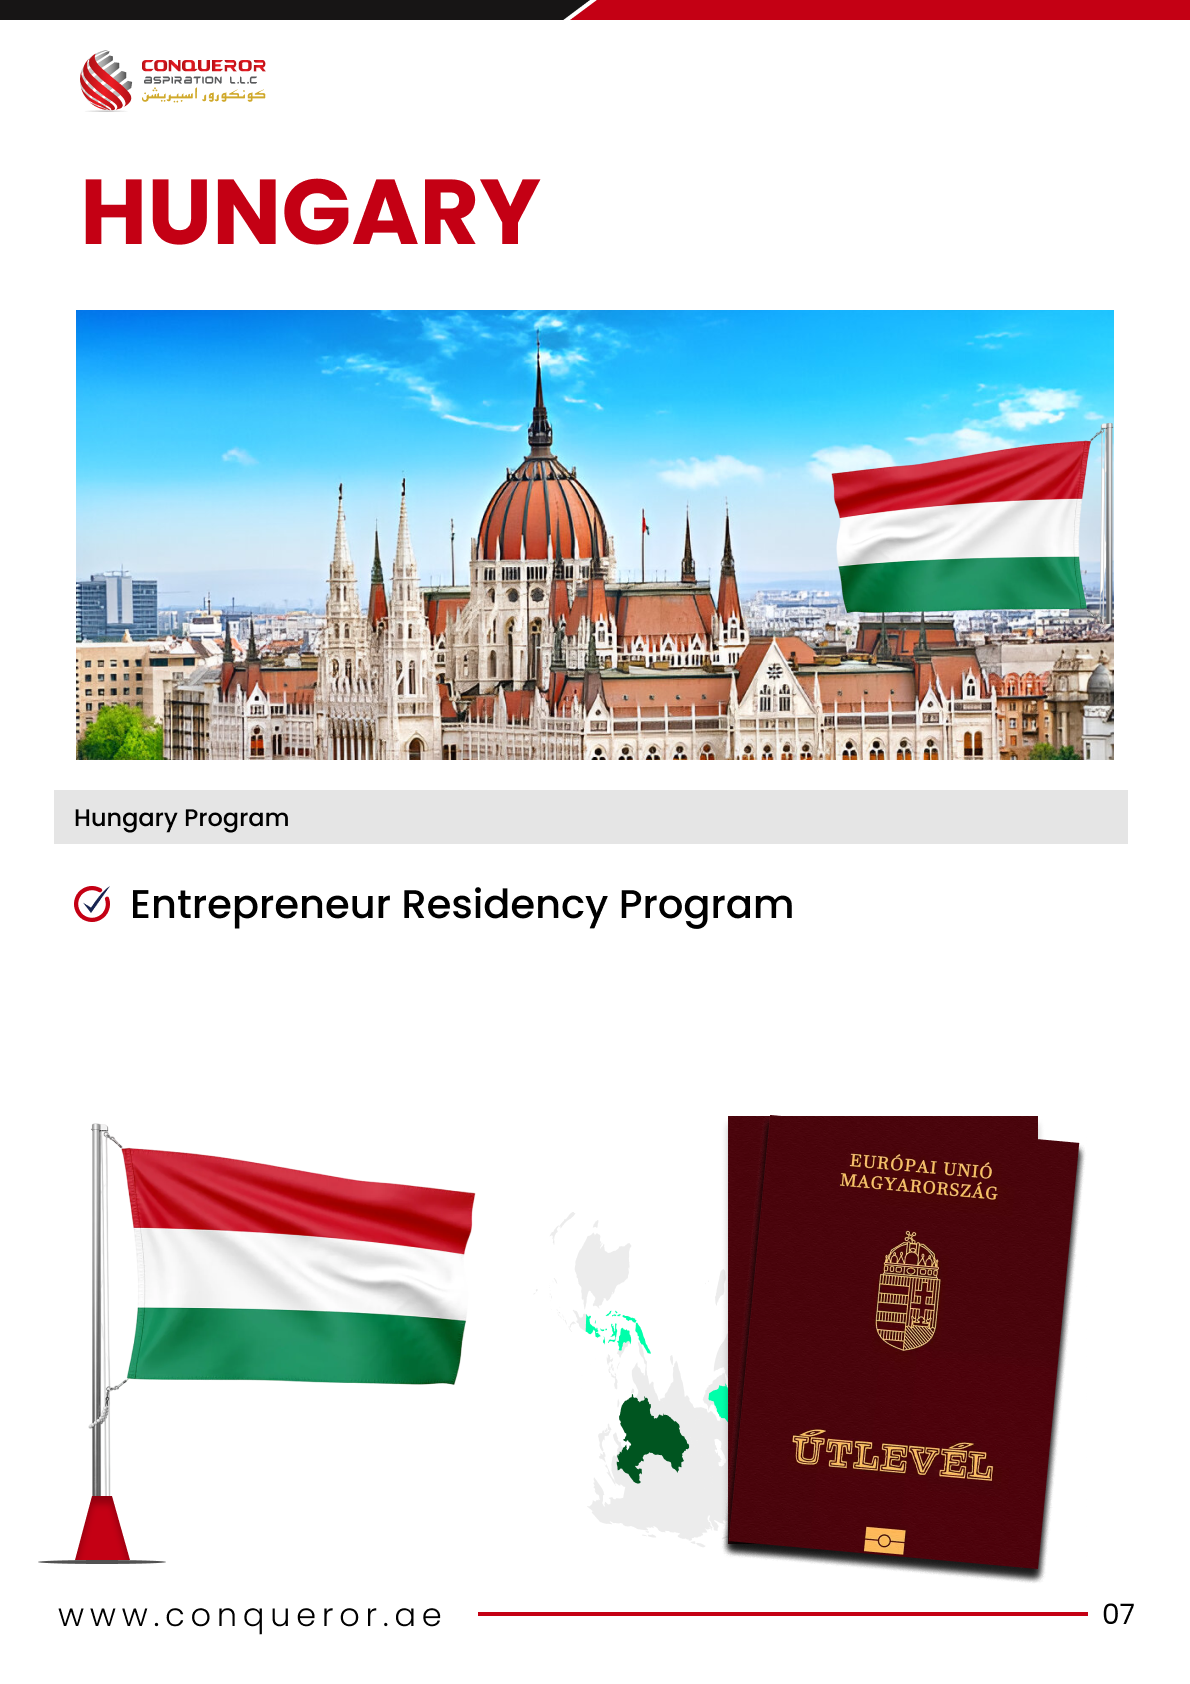 CONQUEROR
ASPIRATION L.L.C
كونكورور اسبيريشن
HUNGARY
Hungary Program
Entrepreneur Residency Program
EURÓPAI UNIÓ
MAGYARORSZÁG
ÚTLEVÉL
www.conqueror.ae
07